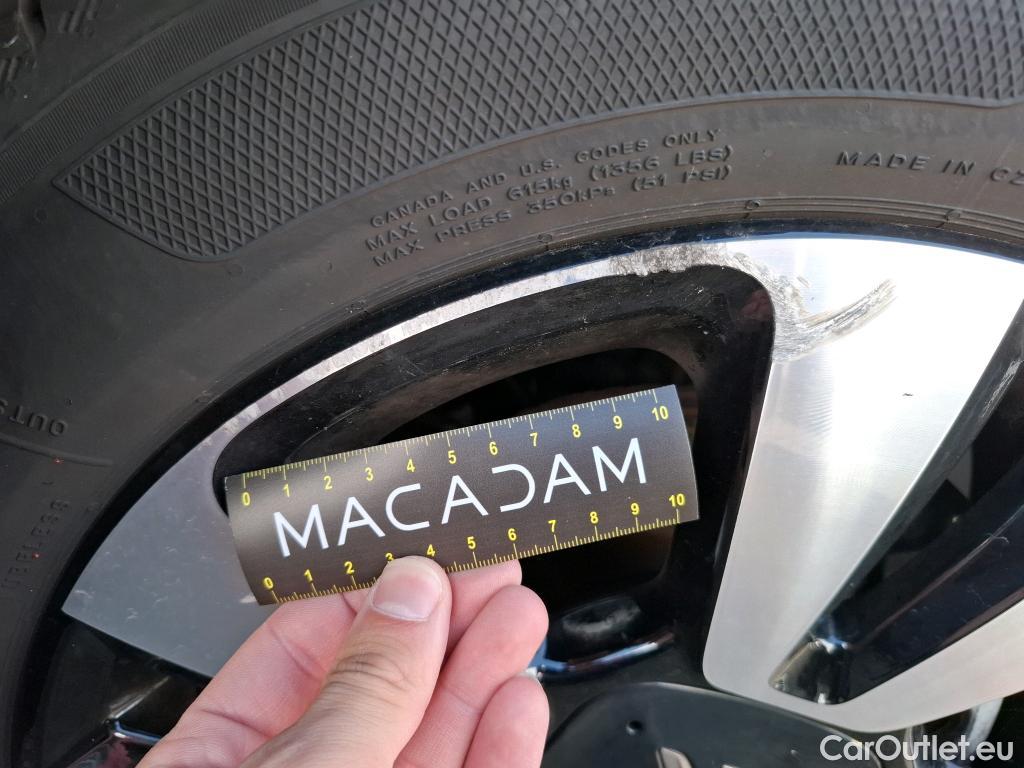 CANADA AND U.S. CODES ONLY
MAX LOAD 615kg (1356 LBS)
MAX PRESS 350kPa (51 PSI)
MADE IN CZ
OUTS
TUBELESS
0 1 2 3 4 5 6 7 8 9 10
MACADAM
0 1 2 3 4 5 6 7 8 9 10
CarOutlet.eu